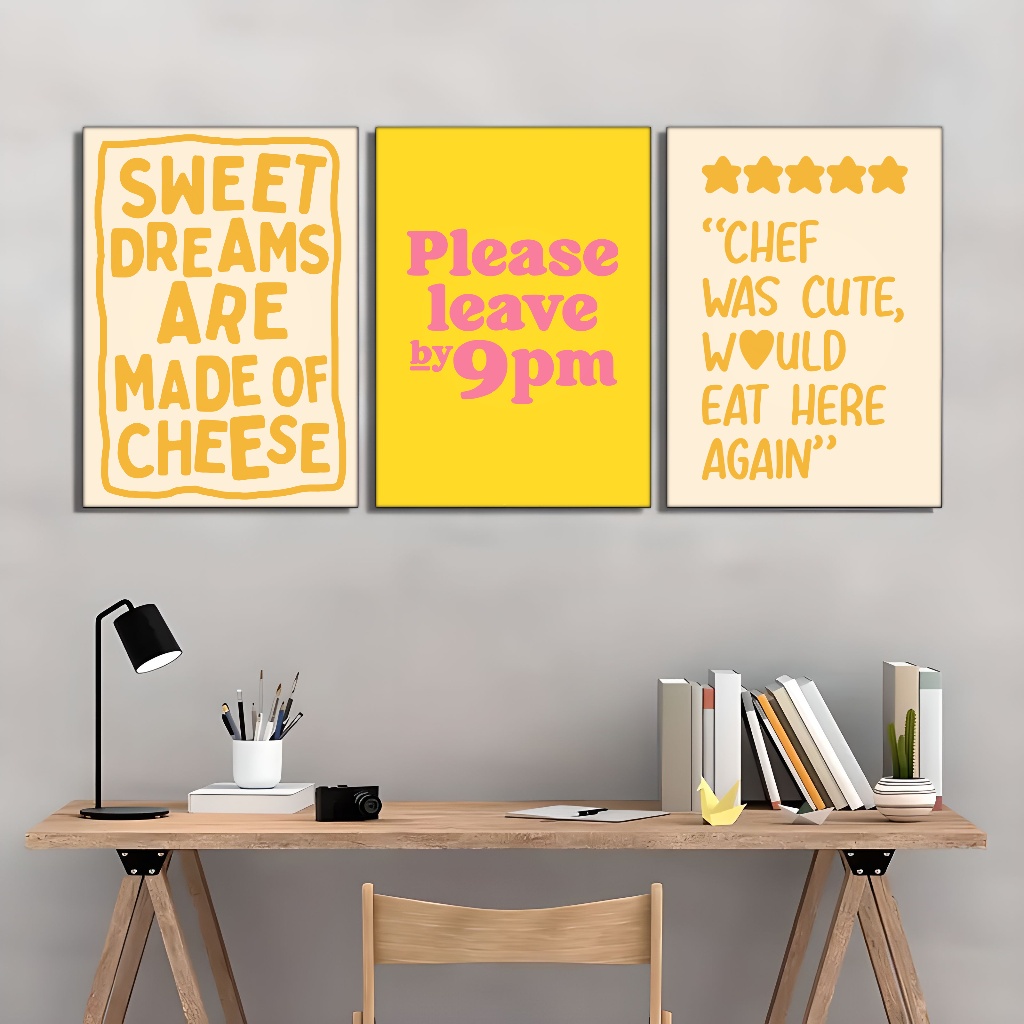 SWEET
DREAMS
ARE
MADE OF
CHEESE
Please
leave
by 9pm
★★★★★
“CHEF
WAS CUTE,
W♥ULD
EAT HERE
AGAIN”